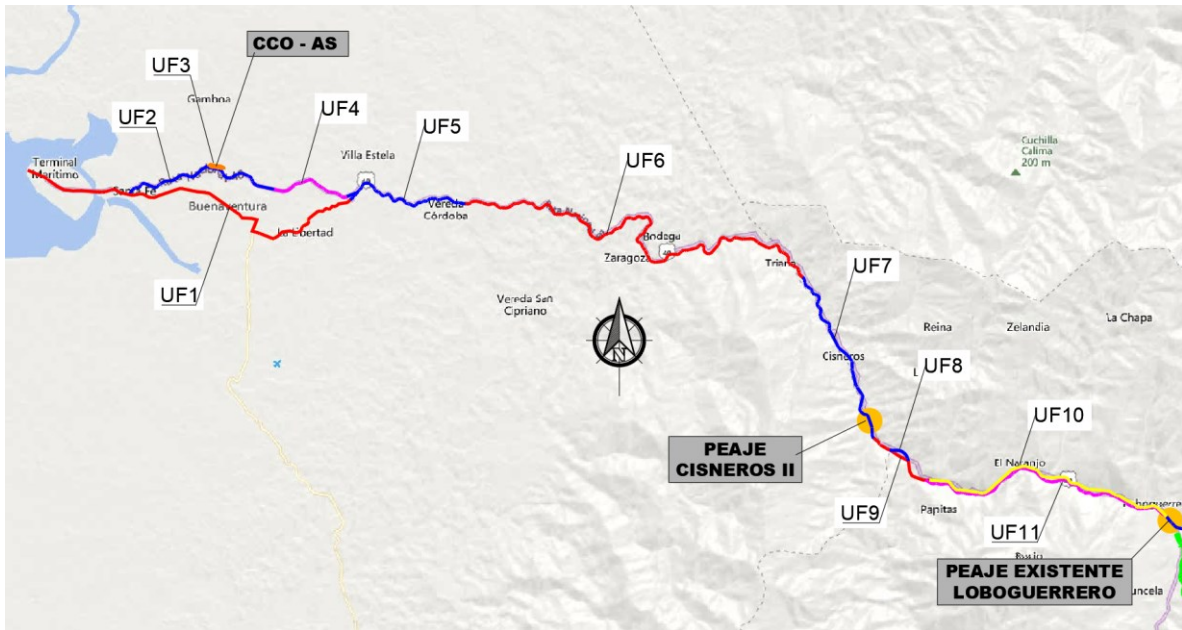 CCO - AS
UF3
Gamboa
UF2
UF4
UF5
Villa Estela
Terminal
Marítimo
UF6
Buenaventura
Vereda
Córdoba
La Libertad
Bodega
Zaragoza
Triana
UF1
Cuchilla
Calima
200 m
UF7
Vereda San
Cipriano
Reina
Zelandia
La Chapa
N
Cisneros
UF8
PEAJE
CISNEROS II
UF10
El Naranjo
Papitas
UF9
UF11
PEAJE EXISTENTE
LOBOGUERRERO